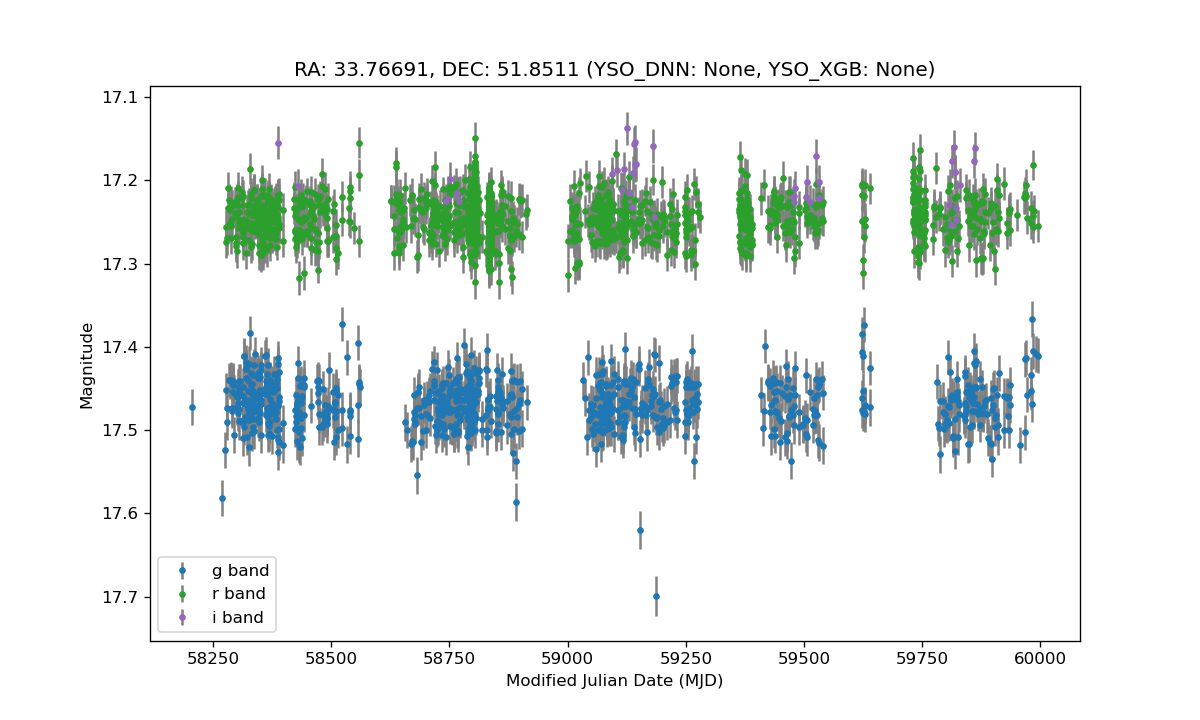 RA: 33.76691, DEC: 51.8511 (YSO_DNN: None, YSO_XGB: None)
17.1
17.2
17.3
17.4
17.5
17.6
17.7
Magnitude
g band
r band
i band
58250 58500 58750 59000 59250 59500 59750 60000
Modified Julian Date (MJD)